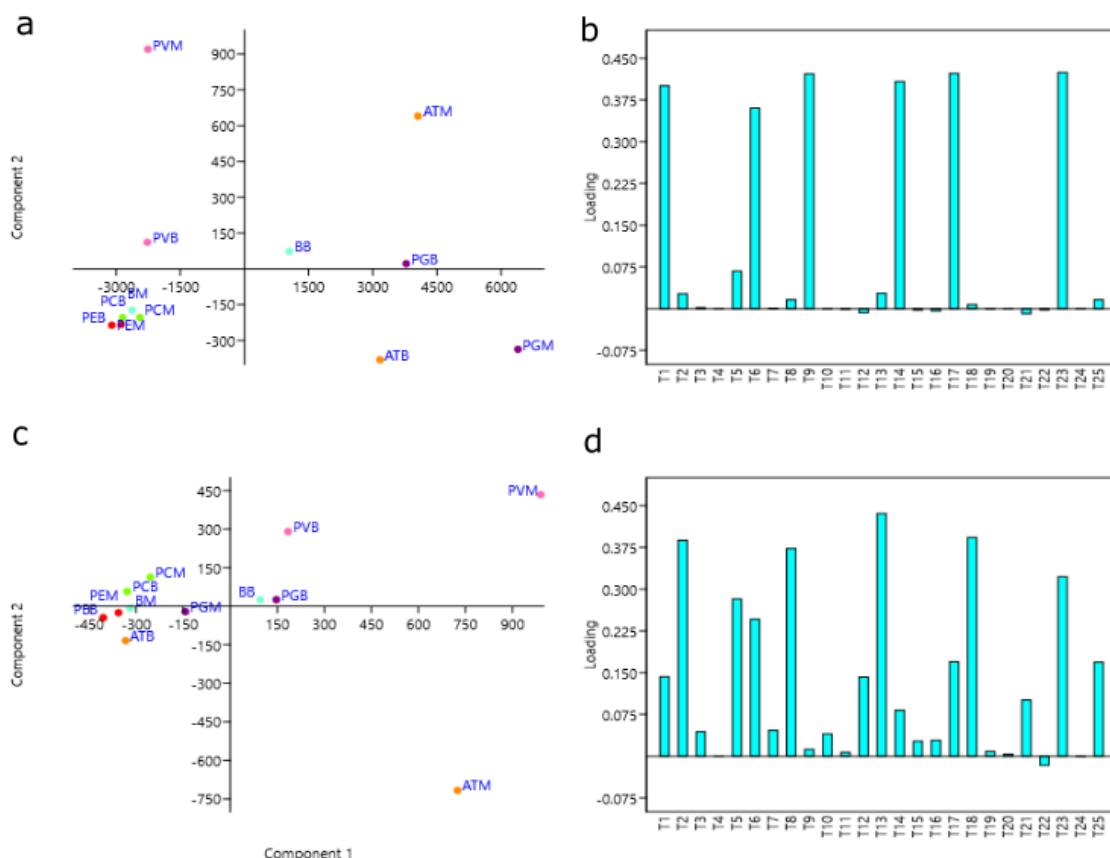 a
PVM
ATM
PVB
BB
PGB
BM
PCB
PCM
PEB
PEM
ATB
PGM
900
750
600
450
300
150
-150
-300
-3000 -1500 1500 3000 4500 6000
Component 2
b
0.450
0.375
0.300
0.225
0.150
0.075
0.000
-0.075
Loading
T1 T2 T3 T4 T5 T6 T7 T8 T9 T10 T11 T12 T13 T14 T15 T16 T17 T18 T19 T20 T21 T22 T23 T24 T25
c
PVM
PVB
PCM
PCB
PEM
BM
BB
PGB
PGM
ATB
ATM
450
300
150
-150
-300
-450
-600
-750
-450 -300 -150 150 300 450 600 750 900
Component 2
Component 1
d
0.450
0.375
0.300
0.225
0.150
0.075
0.000
-0.075
Loading
T1 T2 T3 T4 T5 T6 T7 T8 T9 T10 T11 T12 T13 T14 T15 T16 T17 T18 T19 T20 T21 T22 T23 T24 T25